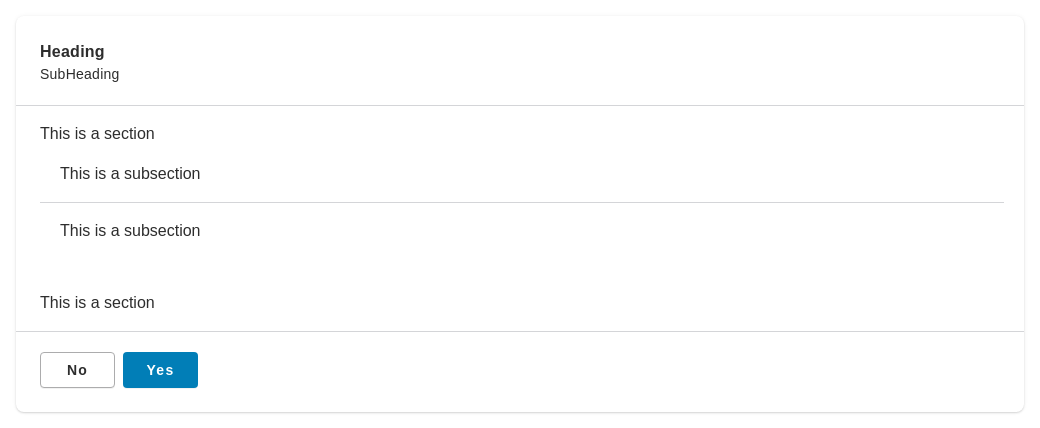 Heading
SubHeading
This is a section
This is a subsection
This is a subsection
This is a section
No Yes